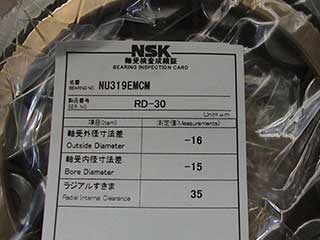 NSK
軸受検査成績証
BEARING INSPECTION CARD
名番
BEARING NO. NU319EMCM
製品番号
SER. NO. RD-30
Unit:μm
項目(Item) 測定値(Measurements)
軸受外径寸法差
Outside Diameter -16
軸受内径寸法差
Bore Diameter -15
ラジアルすきま
Radial Internal Clearance 35